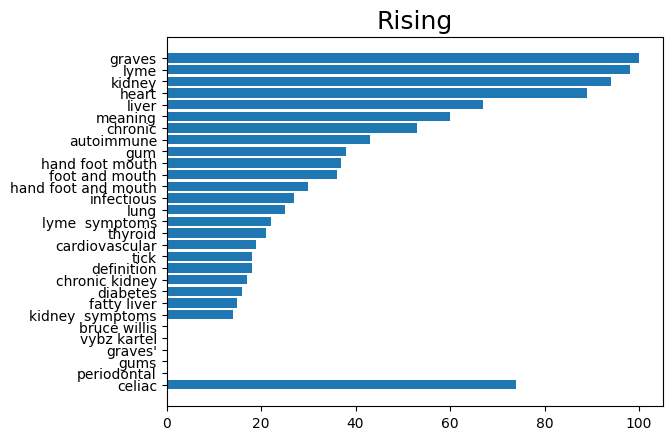 Rising
graves
lyme
kidney
heart
liver
meaning
chronic
autoimmune
gum
hand foot mouth
foot and mouth
hand foot and mouth
infectious
lung
lyme  symptoms
thyroid
cardiovascular
tick
definition
chronic kidney
diabetes
fatty liver
kidney  symptoms
bruce willis
vybz kartel
graves'
gums
periodontal
celiac
0 20 40 60 80 100